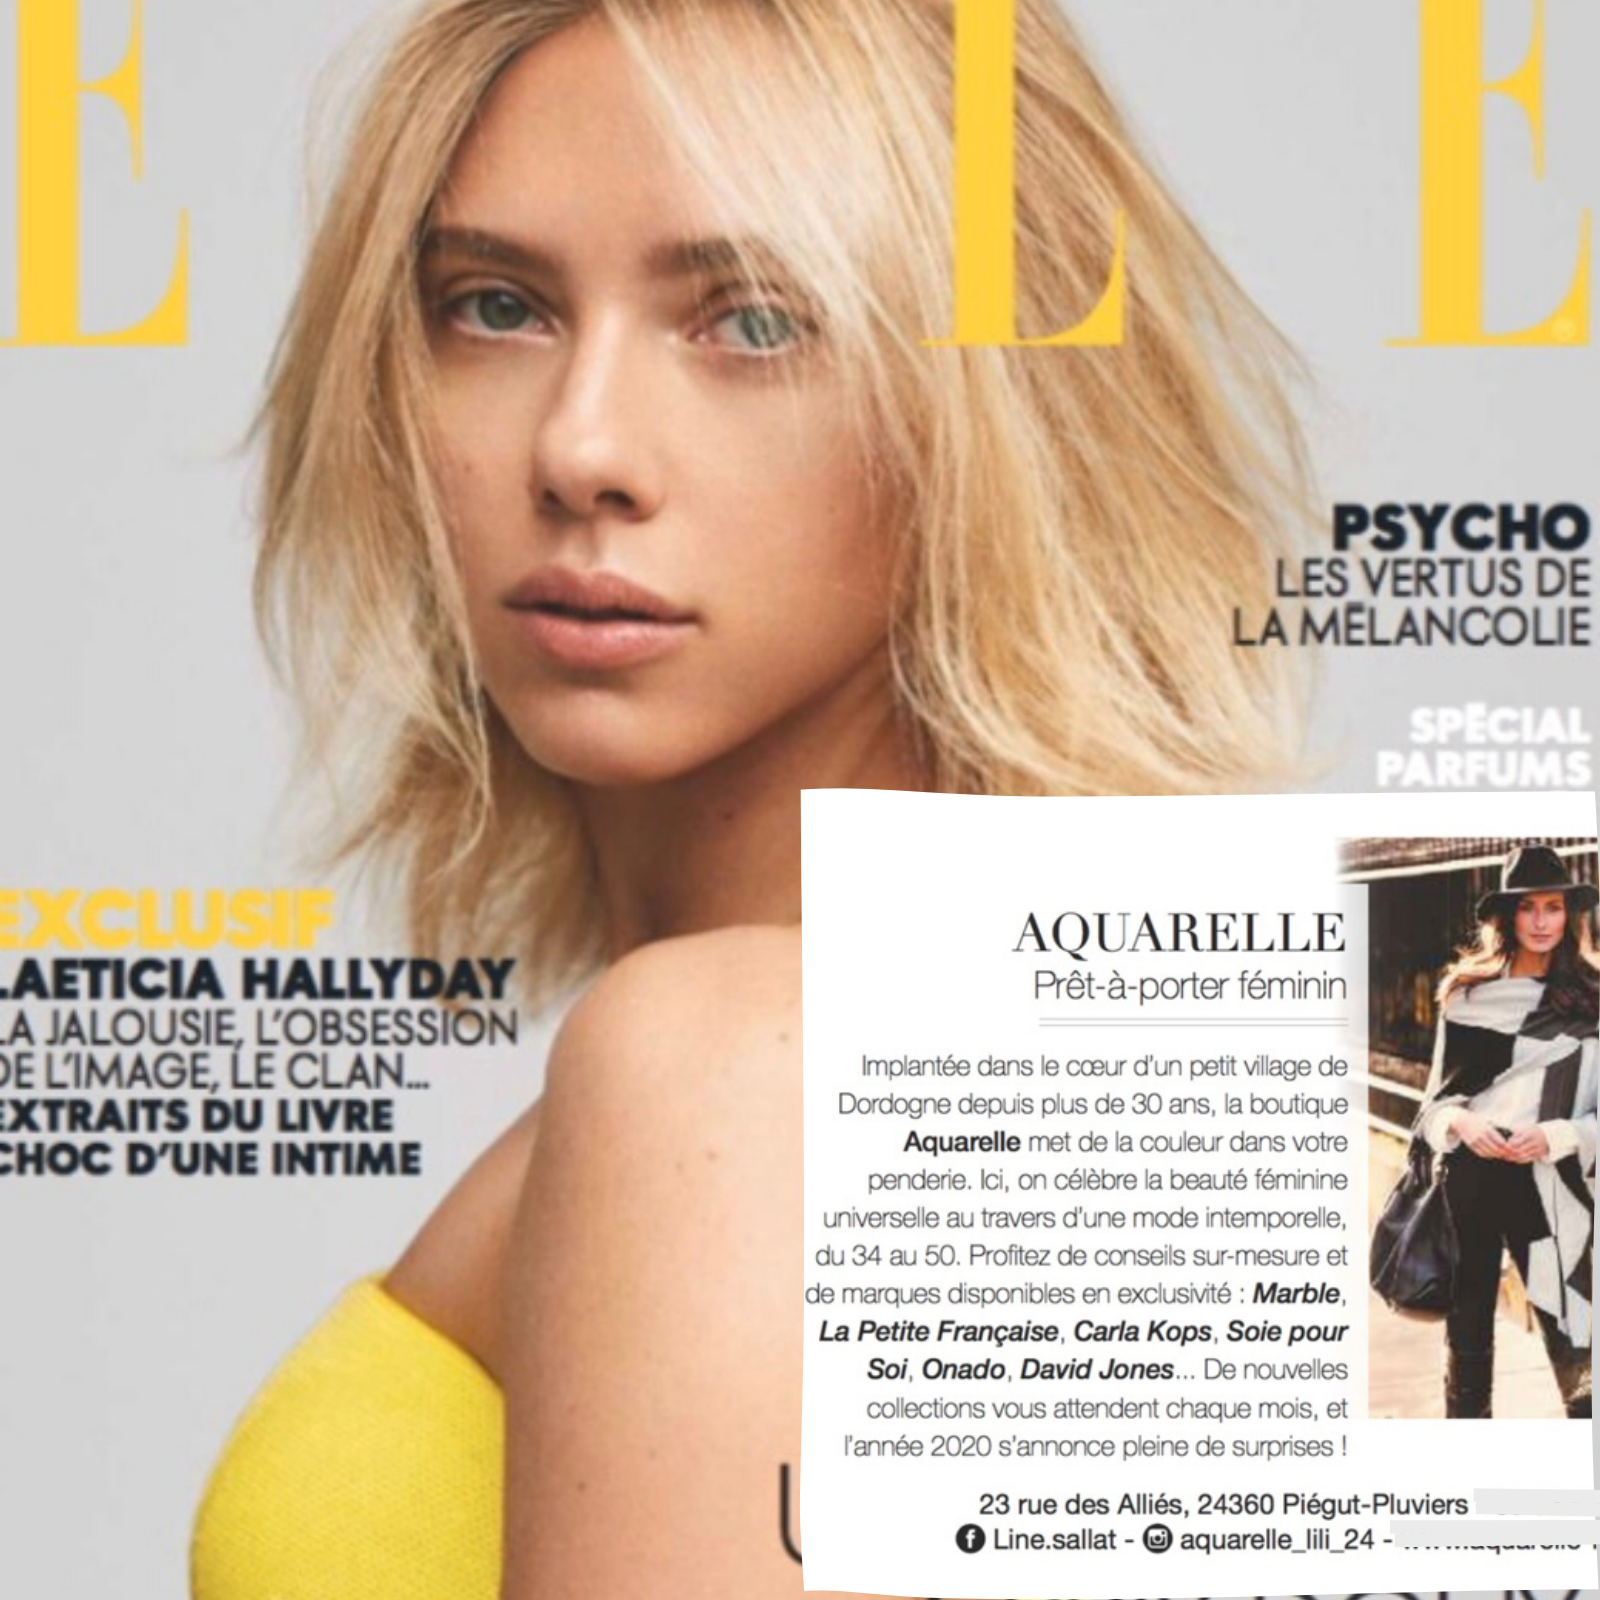 ELLE
PSYCHO
LES VERTUS DE
LA MÉLANCOLIE
SPÉCIAL
PARFUMS
EXCLUSIF
LAETICIA HALLYDAY
LA JALOUSIE, L'OBSESSION
DE L'IMAGE, LE CLAN...
EXTRAITS DU LIVRE
CHOC D'UNE INTIME
AQUARELLE
Prêt-à-porter féminin
Implantée dans le cœur d'un petit village de
Dordogne depuis plus de 30 ans, la boutique
Aquarelle met de la couleur dans votre
penderie. Ici, on célèbre la beauté féminine
universelle au travers d'une mode intemporelle,
du 34 au 50. Profitez de conseils sur-mesure et
de marques disponibles en exclusivité : Marble,
La Petite Française, Carla Kops, Soie pour
Soi, Onado, David Jones... De nouvelles
collections vous attendent chaque mois, et
l'année 2020 s'annonce pleine de surprises !
23 rue des Alliés, 24360 Piégut-Pluviers
Line.sallat - aquarelle_lili_24 -